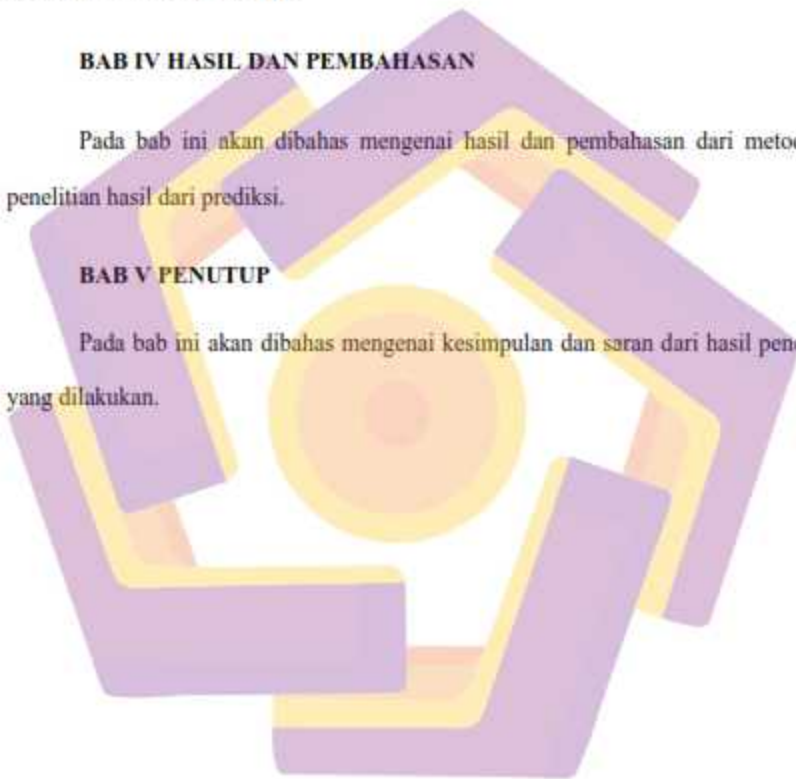 BAB IV HASIL DAN PEMBAHASAN
Pada bab ini akan dibahas mengenai hasil dan pembahasan dari
penelitian hasil dari prediksi.
BAB V PENUTUP
Pada bab ini akan dibahas mengenai kesimpulan dan saran dari hasil
yang dilakukan.